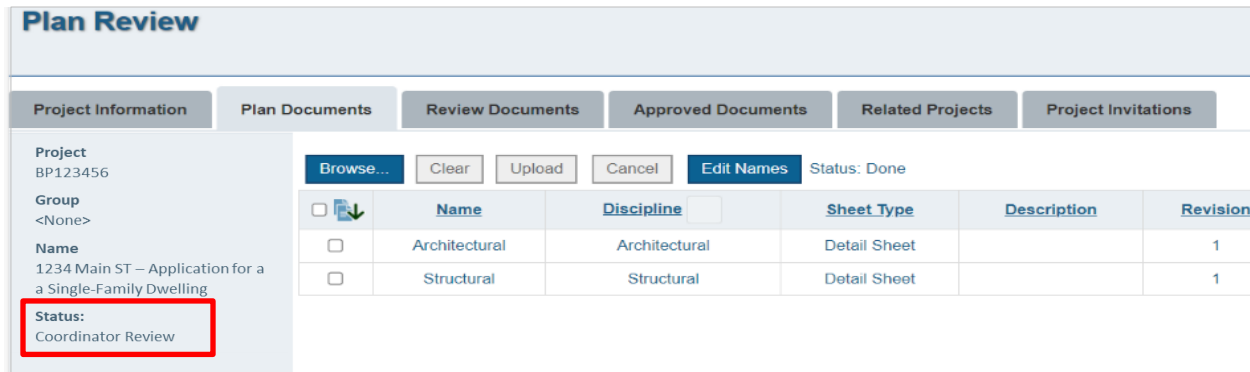 Plan Review
Project Information Plan Documents Review Documents Approved Documents Related Projects Project Invitations
Project
BP123456
Group
<None>
Name
1234 Main ST – Application for a
a Single-Family Dwelling
Status:
Coordinator Review
Browse... Clear Upload Cancel Edit Names Status: Done
Name Discipline Sheet Type Description Revision
Architectural Architectural Detail Sheet 1
Structural Structural Detail Sheet 1